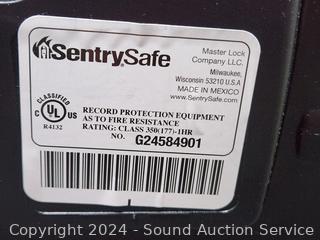 SentrySafe
Master Lock
Company LLC.
Milwaukee,
Wisconsin 53210 U.S.A
MADE IN MEXICO
www.SentrySafe.com
CLASSIFIED
C UL US
R4132
RECORD PROTECTION EQUIPMENT
AS TO FIRE RESISTANCE
RATING: CLASS 350(177)-1HR
NO. G24584901
Copyright 2024 - Sound Auction Service